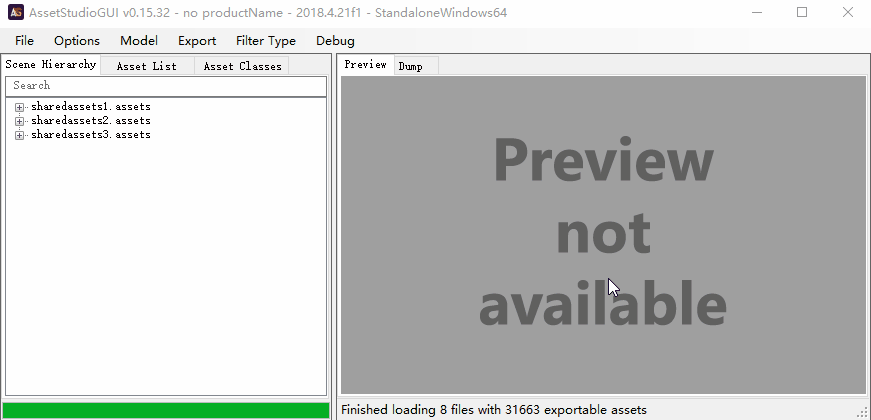 AssetStudioGUI v0.15.32 - no productName - 2018.4.21f1 - StandaloneWindows64
File Options Model Export Filter Type Debug
Scene Hierarchy Asset List Asset Classes
Search
sharedassets1.assets
sharedassets2.assets
sharedassets3.assets
Preview Dump
Preview
not
available
Finished loading 8 files with 31663 exportable assets